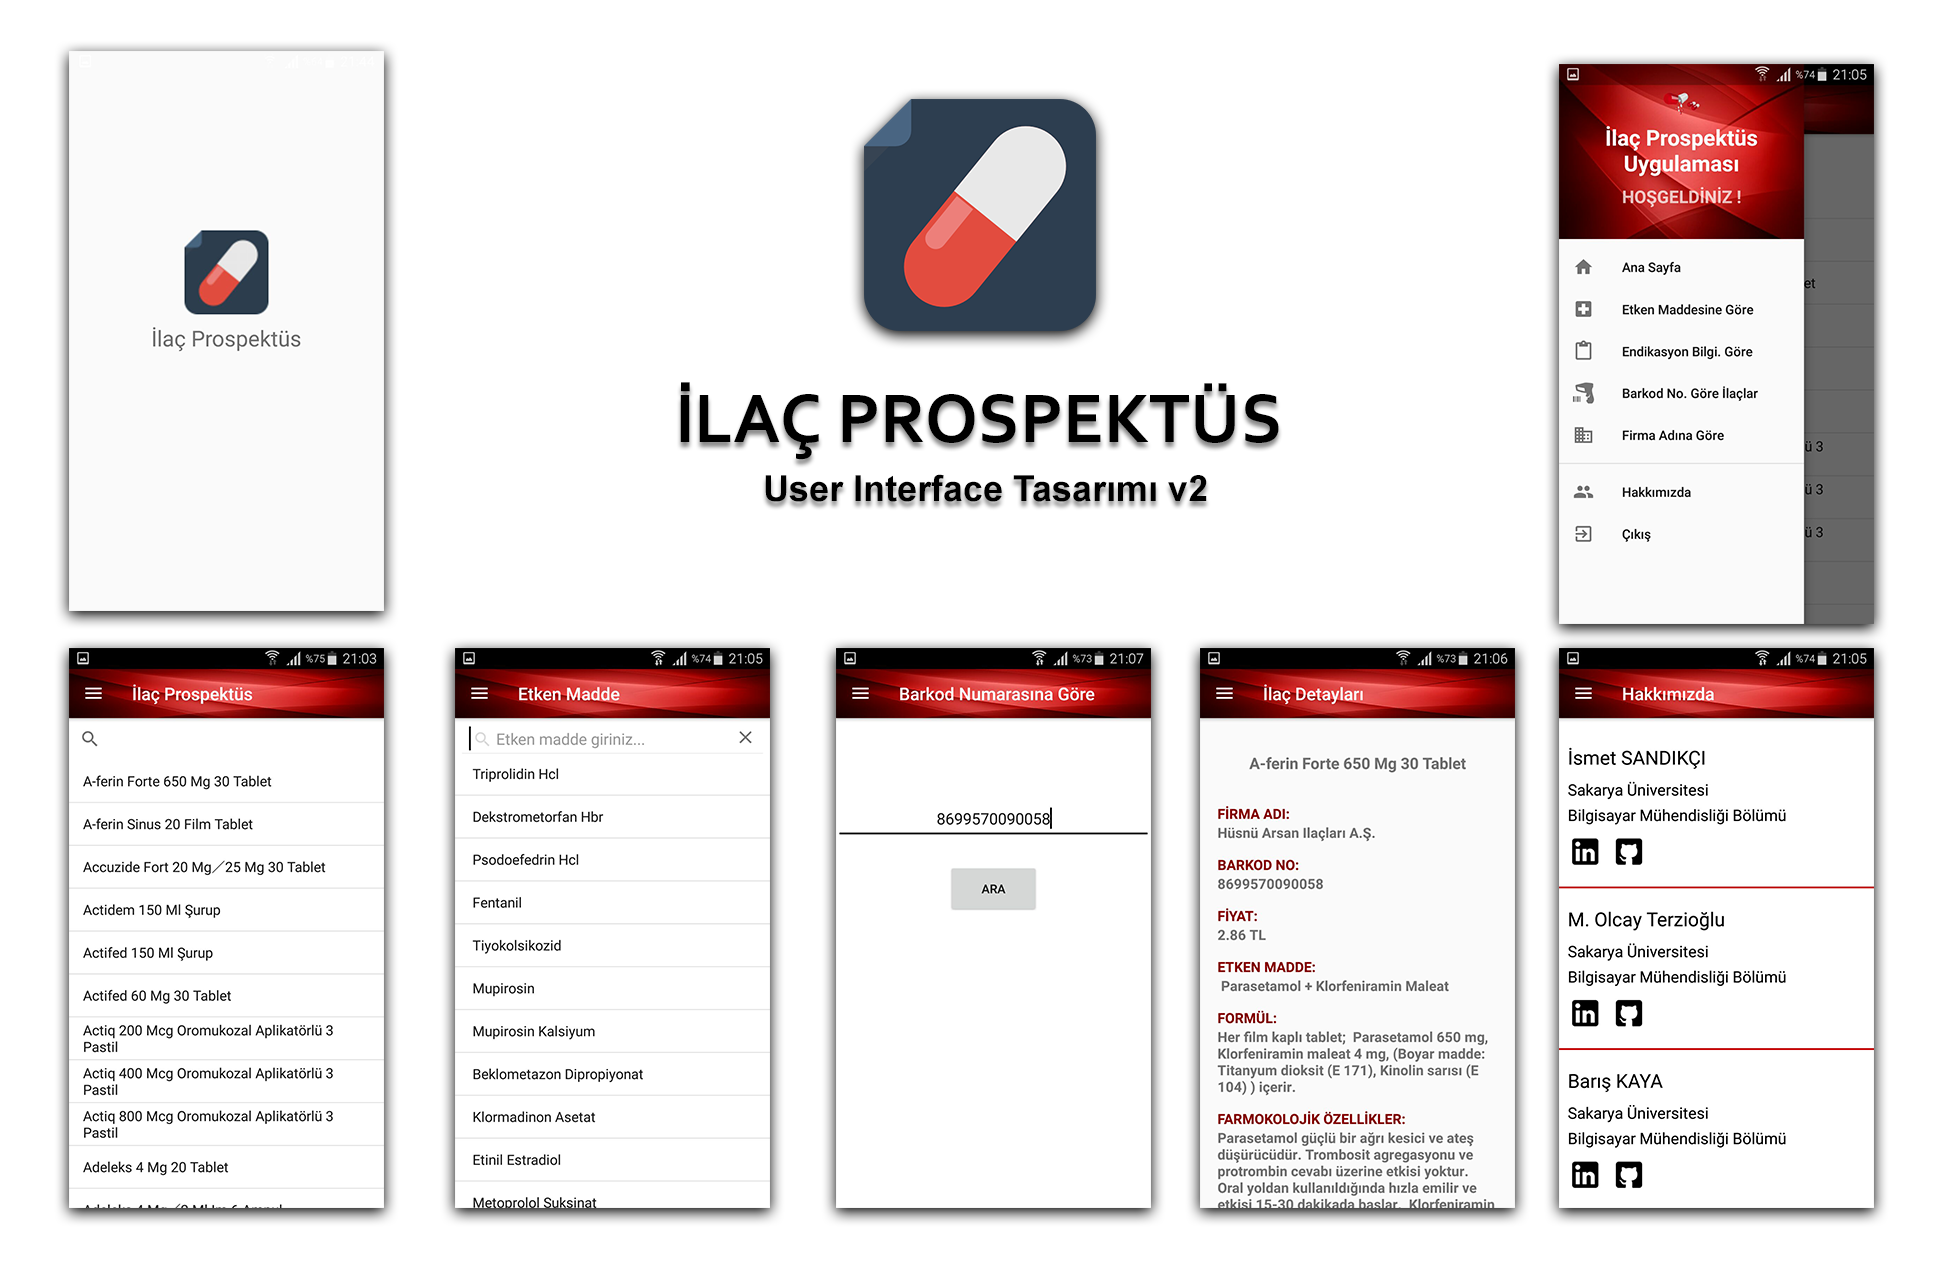 İlaç Prospektüs
İLAÇ PROSPEKTÜS
User Interface Tasarımı v2
%74 21:05
İlaç Prospektüs
Uygulaması
HOŞGELDİNİZ !
Ana Sayfa
Etken Maddesine Göre
Endikasyon Bilgi. Göre
Barkod No. Göre İlaçlar
Firma Adına Göre
Hakkımızda
Çıkış
et
ü 3
ü 3
ü 3
%75 21:03
İlaç Prospektüs
A-ferin Forte 650 Mg 30 Tablet
A-ferin Sinus 20 Film Tablet
Accuzide Fort 20 Mg/25 Mg 30 Tablet
Actidem 150 Ml Şurup
Actifed 150 Ml Şurup
Actifed 60 Mg 30 Tablet
Actiq 200 Mcg Oromukozal Aplikatörlü 3
Pastil
Actiq 400 Mcg Oromukozal Aplikatörlü 3
Pastil
Actiq 800 Mcg Oromukozal Aplikatörlü 3
Pastil
Adeleks 4 Mg 20 Tablet
%74 21:05
Etken Madde
Etken madde giriniz...
Triprolidin Hcl
Dekstrometorfan Hbr
Psodoefedrin Hcl
Fentanil
Tiyokolsikozid
Mupirosin
Mupirosin Kalsiyum
Beklometazon Dipropiyonat
Klormadinon Asetat
Etinil Estradiol
Metoprolol Suksinat
%73 21:07
Barkod Numarasına Göre
8699570090058
ARA
%73 21:06
İlaç Detayları
A-ferin Forte 650 Mg 30 Tablet
FİRMA ADI:
Hüsnü Arsan Ilaçları A.Ş.
BARKOD NO:
8699570090058
FİYAT:
2.86 TL
ETKEN MADDE:
Parasetamol + Klorfeniramin Maleat
FORMÜL:
Her film kaplı tablet; Parasetamol 650 mg,
Klorfeniramin maleat 4 mg, (Boyar madde:
Titanyum dioksit (E 171), Kinolin sarısı (E
104) ) içerir.
FARMOKOLOJİK ÖZELLİKLER:
Parasetamol güçlü bir ağrı kesici ve ateş
düşürücüdür. Trombosit agregasyonu ve
protrombin cevabı üzerine etkisi yoktur.
Oral yoldan kullanıldığında hızla emilir ve
etkisi 15-30 dakikada başlar. Klorfeniramin
%74 21:05
Hakkımızda
İsmet SANDIKÇI
Sakarya Üniversitesi
Bilgisayar Mühendisliği Bölümü
M. Olcay Terzioğlu
Sakarya Üniversitesi
Bilgisayar Mühendisliği Bölümü
Barış KAYA
Sakarya Üniversitesi
Bilgisayar Mühendisliği Bölümü